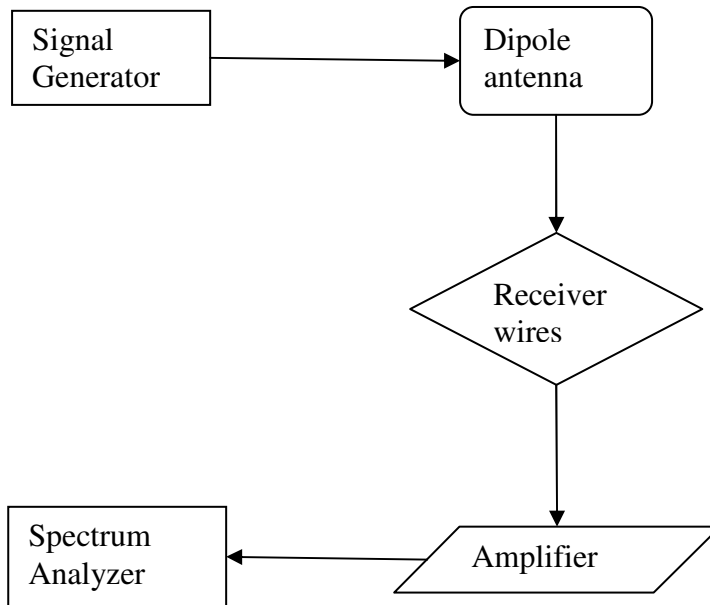 Signal
Generator
Dipole
antenna
Receiver
wires
Amplifier
Spectrum
Analyzer